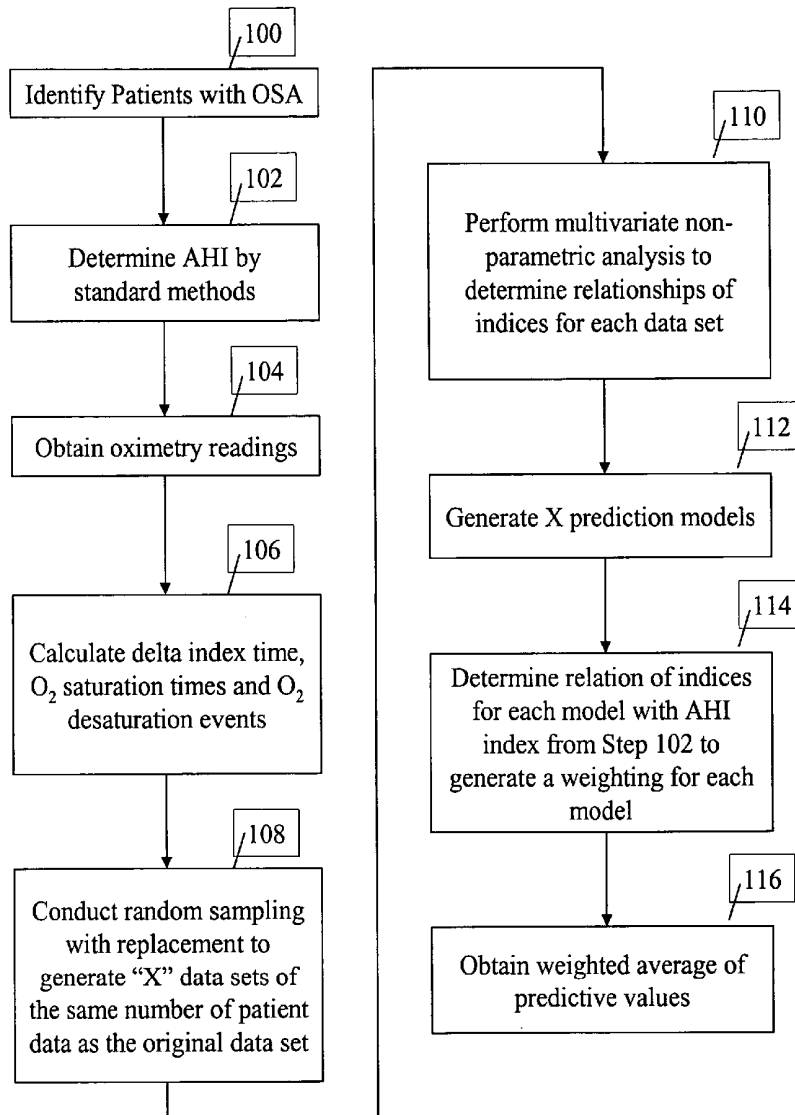 100
Identify Patients with OSA
102
Determine AHI by
standard methods
104
Obtain oximetry readings
106
Calculate delta index time,
O2 saturation times and O2
desaturation events
108
Conduct random sampling
with replacement to
generate “X” data sets of
the same number of patient
data as the original data set
110
Perform multivariate non-
parametric analysis to
determine relationships of
indices for each data set
112
Generate X prediction models
114
Determine relation of indices
for each model with AHI
index from Step 102 to
generate a weighting for each
model
116
Obtain weighted average of
predictive values